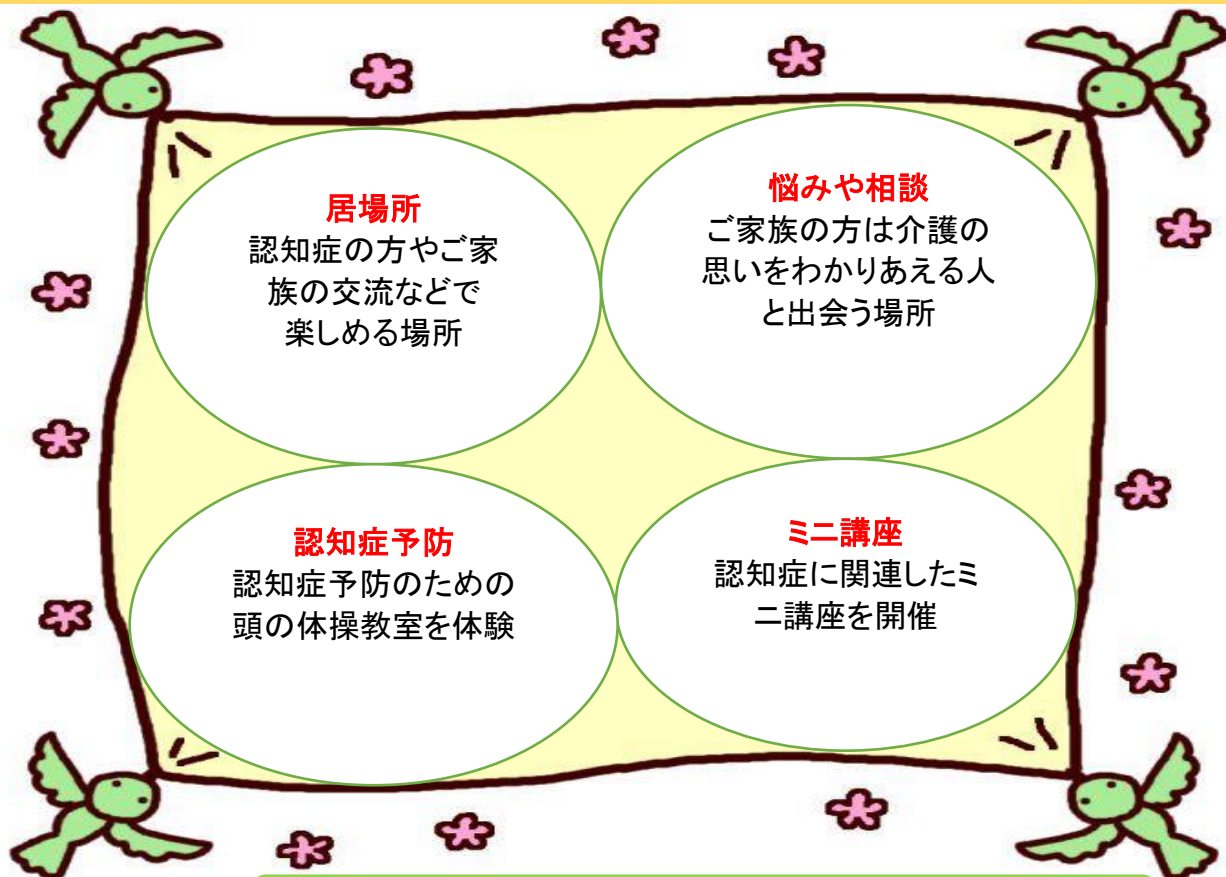 居場所
認知症の方やご家
族の交流などで
楽しめる場所
悩みや相談
ご家族の方は介護の
思いをわかりあえる人
と出会う場所
認知症予防
認知症予防のための
頭の体操教室を体験
ミニ講座
認知症に関連したミ
ニ講座を開催